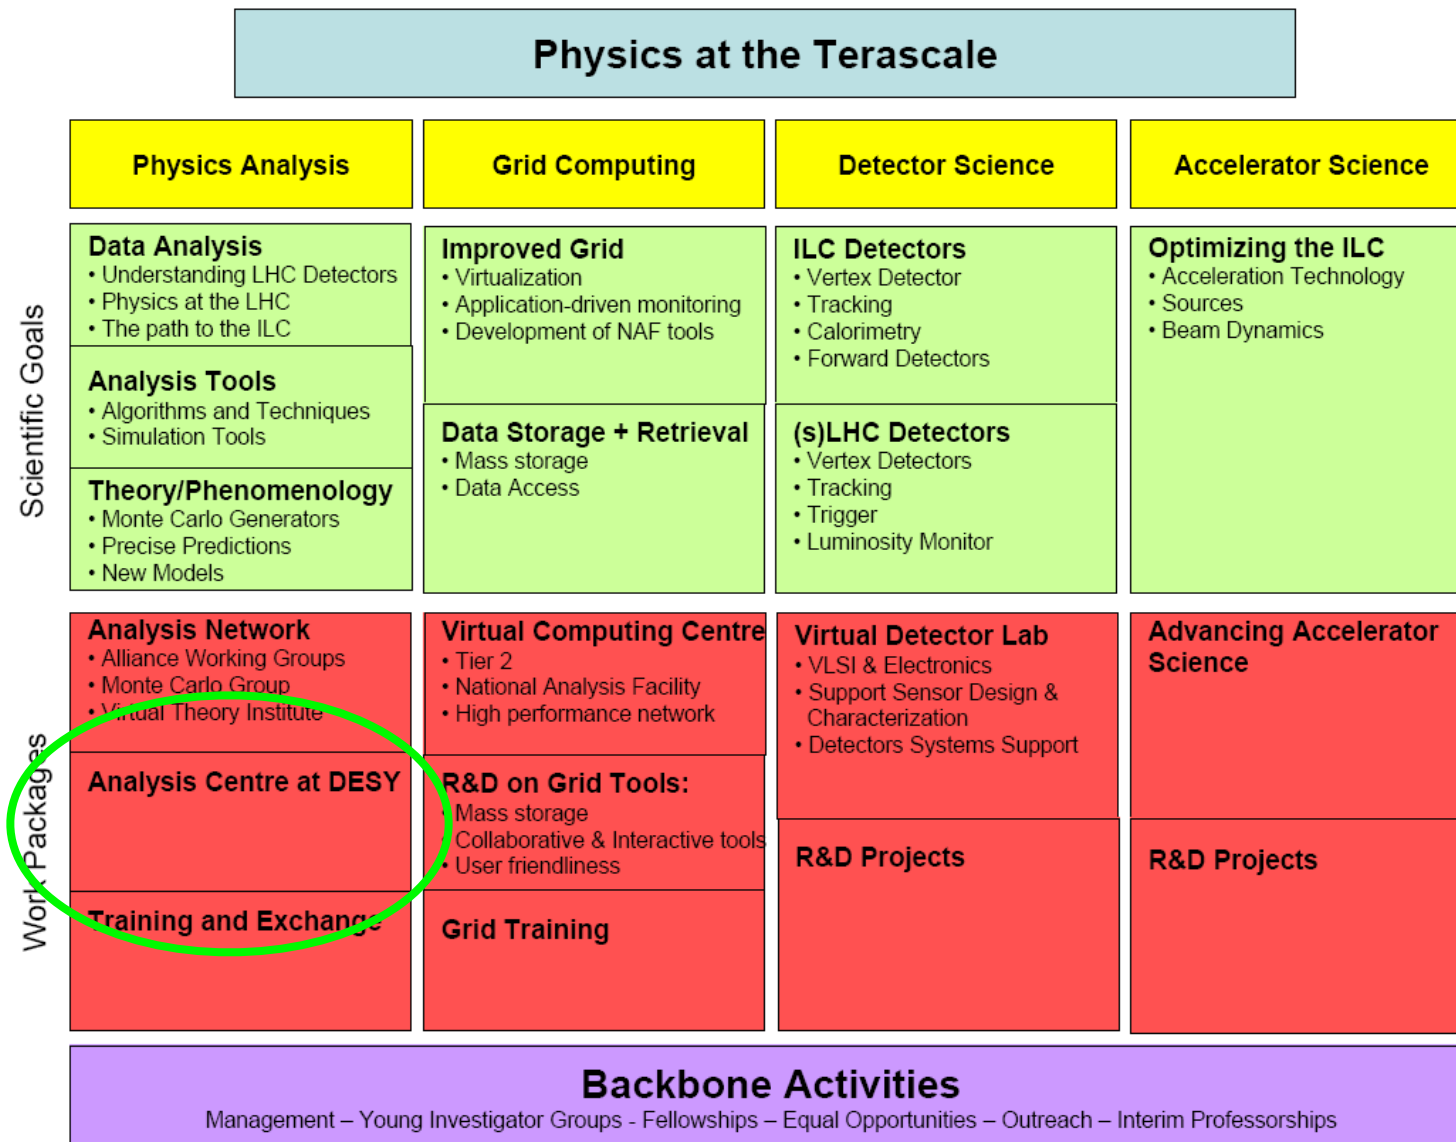 Physics at the Terascale
Physics Analysis
Grid Computing
Detector Science
Accelerator Science
Scientific Goals
Data Analysis
• Understanding LHC Detectors
• Physics at the LHC
• The path to the ILC
Analysis Tools
• Algorithms and Techniques
• Simulation Tools
Theory/Phenomenology
• Monte Carlo Generators
• Precise Predictions
• New Models
Improved Grid
• Virtualization
• Application-driven monitoring
• Development of NAF tools
Data Storage + Retrieval
• Mass storage
• Data Access
ILC Detectors
• Vertex Detector
• Tracking
• Calorimetry
• Forward Detectors
(s)LHC Detectors
• Vertex Detectors
• Tracking
• Trigger
• Luminosity Monitor
Optimizing the ILC
• Acceleration Technology
• Sources
• Beam Dynamics
Work Packages
Analysis Network
• Alliance Working Groups
• Monte Carlo Group
• Virtual Theory Institute
Analysis Centre at DESY
Training and Exchange
Virtual Computing Centre
• Tier 2
• National Analysis Facility
• High performance network
R&D on Grid Tools:
• Mass storage
• Collaborative & Interactive tools
• User friendliness
Grid Training
Virtual Detector Lab
• VLSI & Electronics
• Support Sensor Design &
Characterization
• Detectors Systems Support
R&D Projects
Advancing Accelerator
Science
R&D Projects
Backbone Activities
Management – Young Investigator Groups - Fellowships – Equal Opportunities – Outreach – Interim Professorships